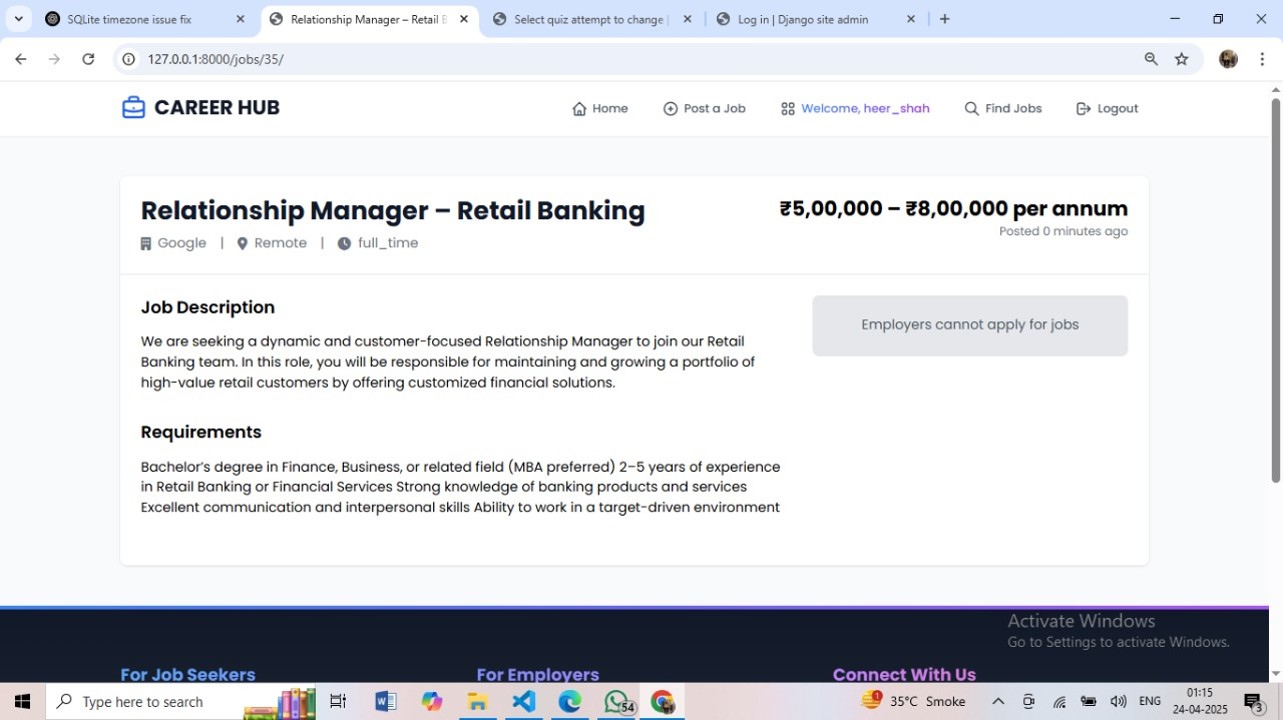 SQLite timezone issue fix
Relationship Manager – Retail B
Select quiz attempt to change |
Log in | Django site admin
127.0.0.1:8000/jobs/35/
CAREER HUB
Home
Post a Job
Welcome, heer_shah
Find Jobs
Logout
Relationship Manager – Retail Banking
₹5,00,000 – ₹8,00,000 per annum
Google | Remote | full_time
Posted 0 minutes ago
Job Description
We are seeking a dynamic and customer-focused Relationship Manager to join our Retail
Banking team. In this role, you will be responsible for maintaining and growing a portfolio of
high-value retail customers by offering customized financial solutions.
Employers cannot apply for jobs
Requirements
Bachelor's degree in Finance, Business, or related field (MBA preferred) 2–5 years of experience
in Retail Banking or Financial Services Strong knowledge of banking products and services
Excellent communication and interpersonal skills Ability to work in a target-driven environment
Activate Windows
Go to Settings to activate Windows.
For Job Seekers
For Employers
Connect With Us
Type here to search
54
1
35°C Smoke
ENG
01:15
24-04-2025
3